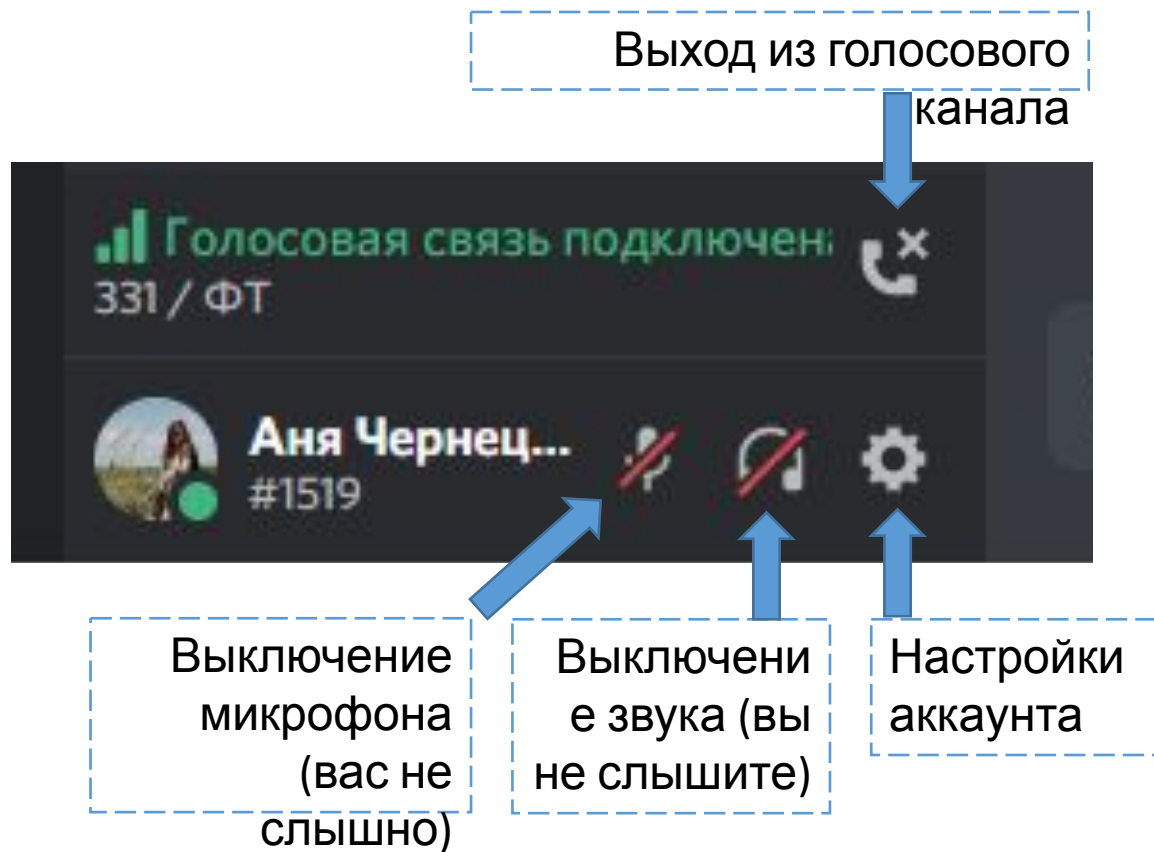 Выход из голосового
канала
Голосовая связь подключен
331 / ФТ
Аня Чернец...
#1519
Выключение
микрофона
(вас не
слышно)
Выключени
е звука (вы
не слышите)
Настройки
аккаунта